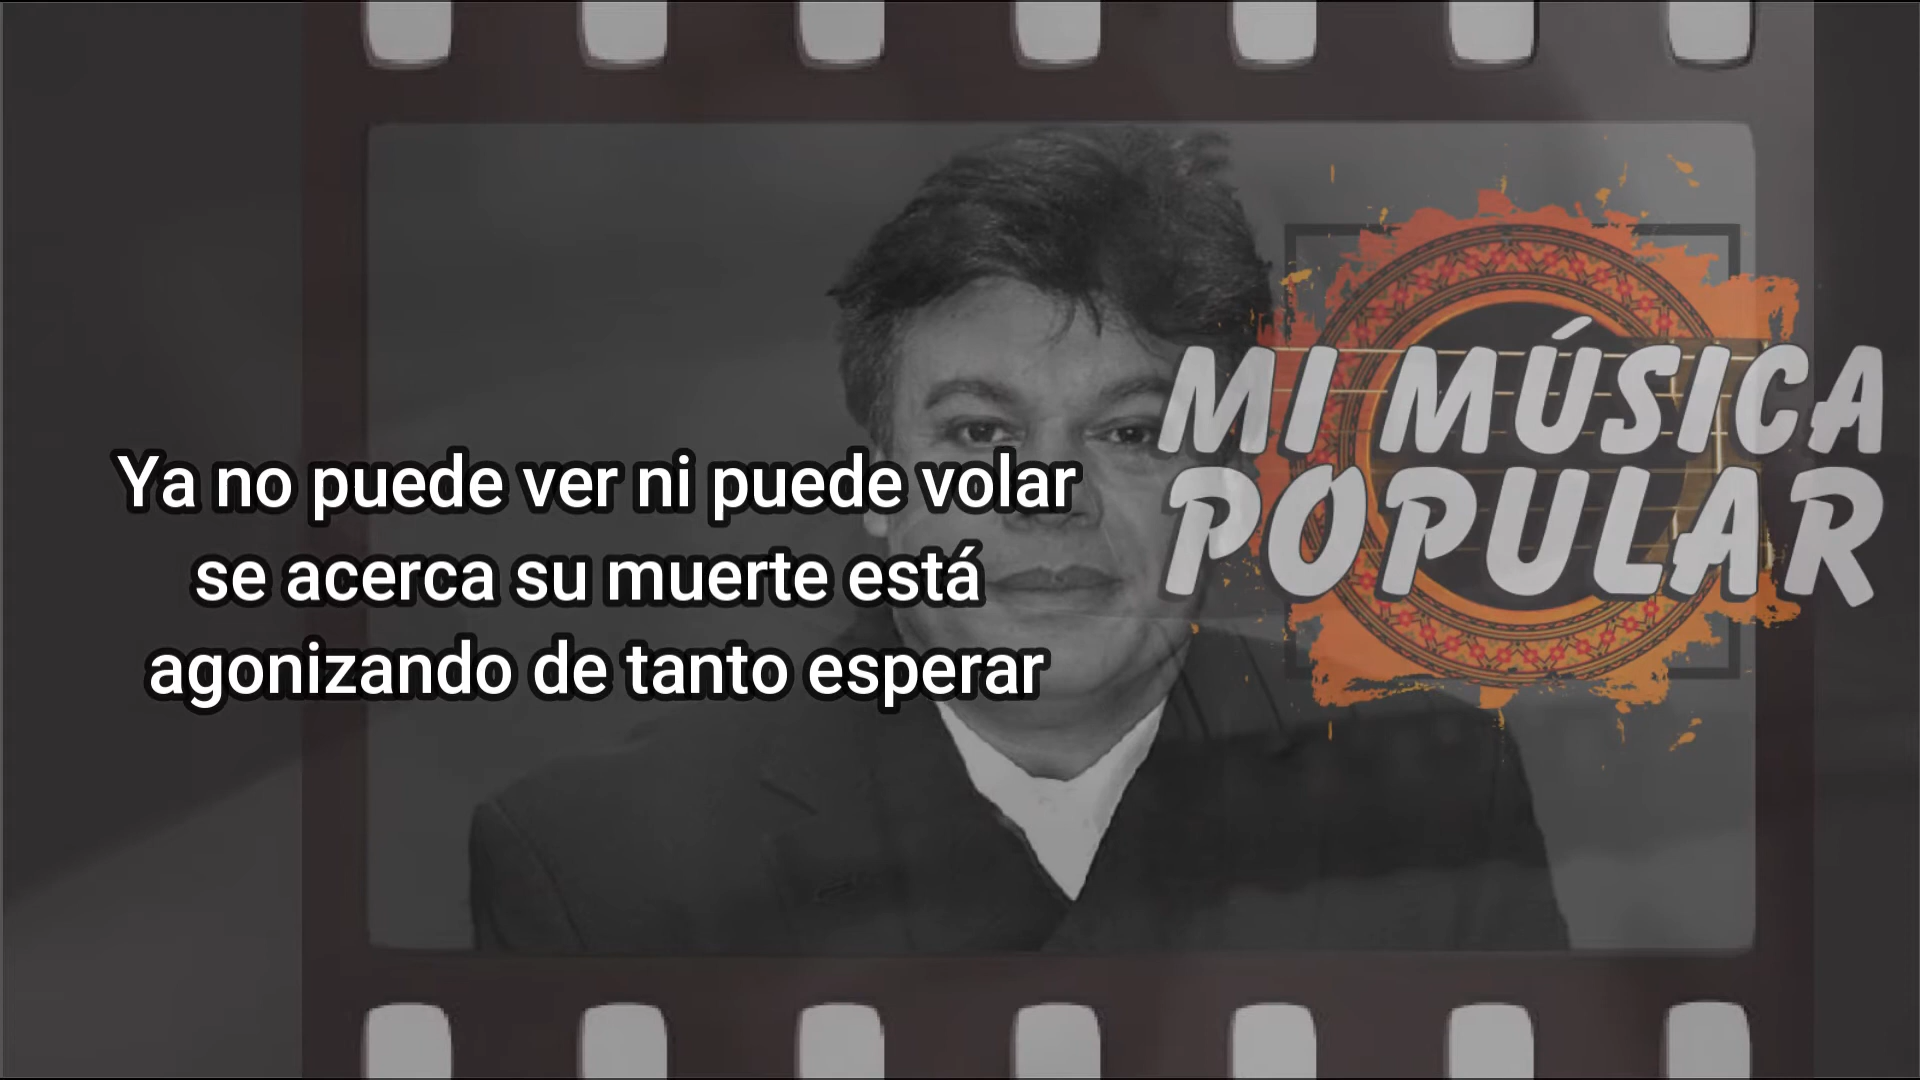 Ya no puede ver ni puede volar
se acerca su muerte está
agonizando de tanto esperar
MI MÚSICA
POPULAR